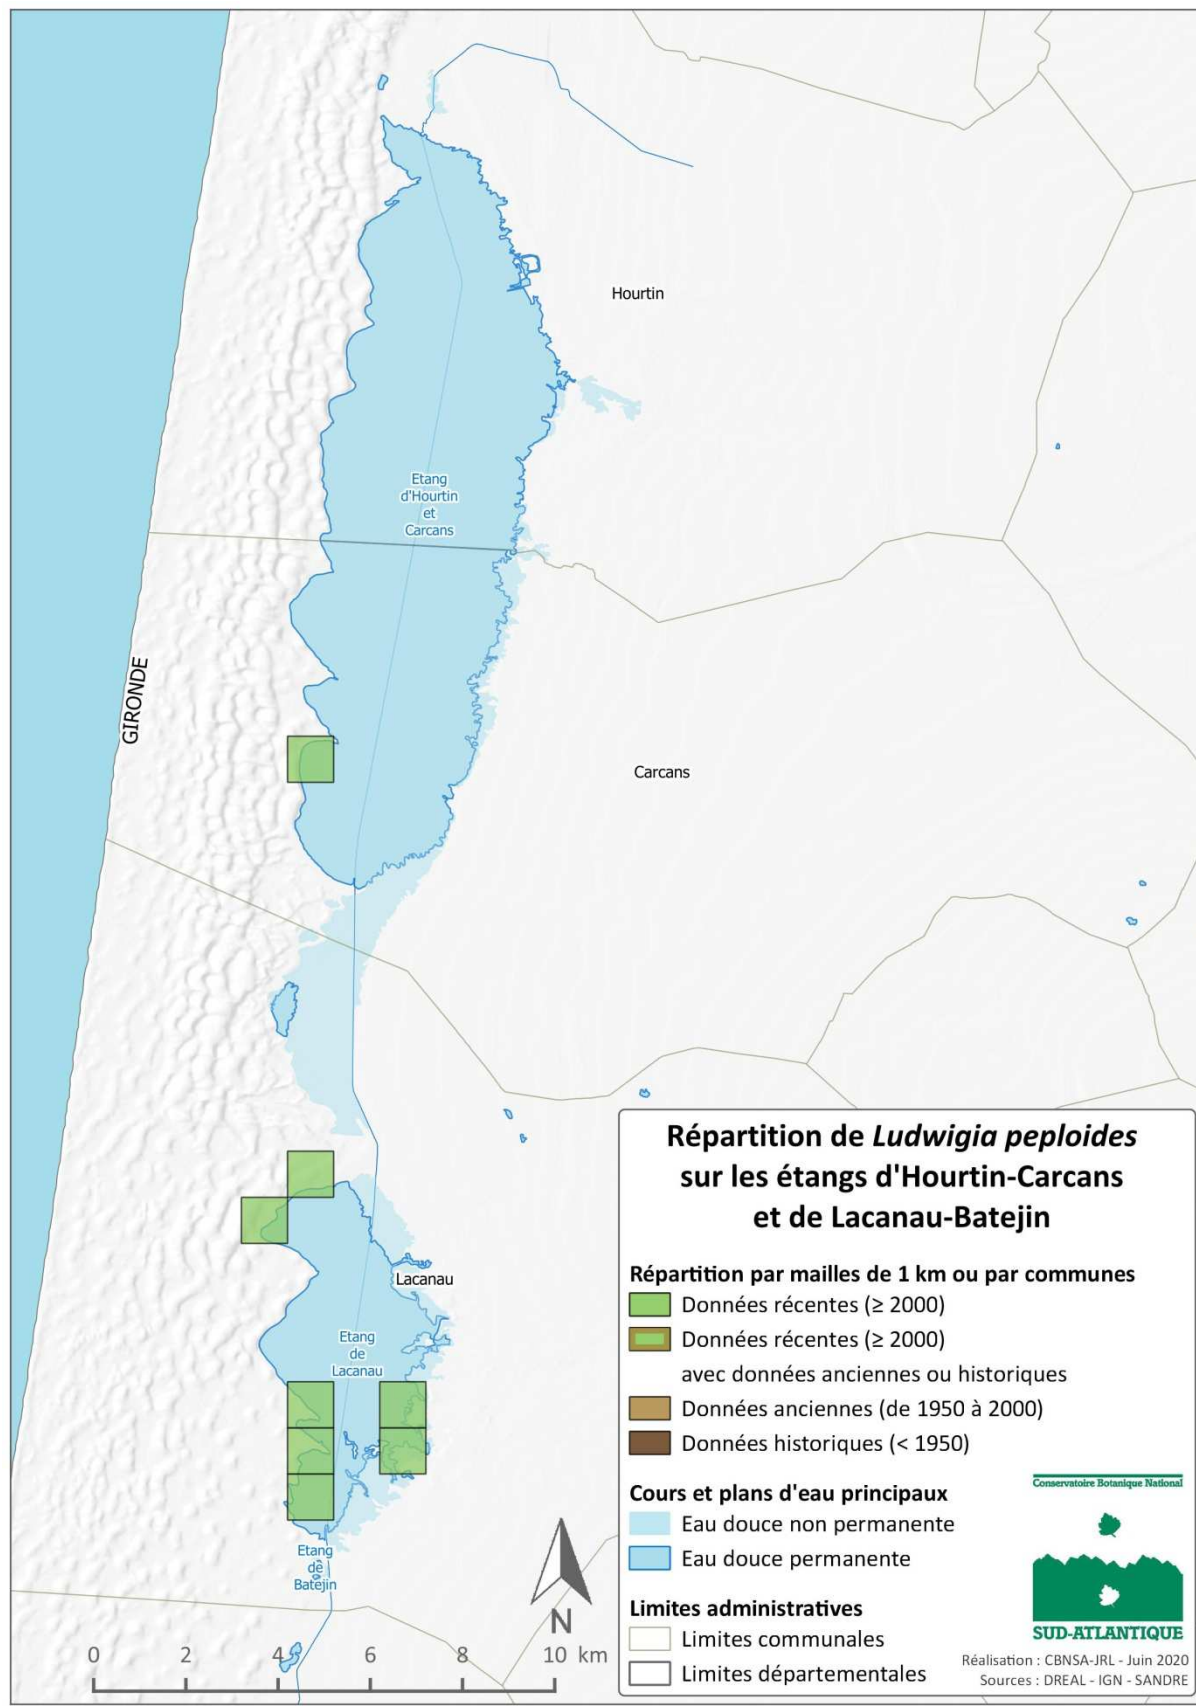 Hourtin
Etang
d'Hourtin
et
Carcans
GIRONDE
Carcans
Lacanau
Etang
de
Lacanau
Etang
de
Batejin
N
0 2 4 6 8 10 km
Répartition de Ludwigia peploides
sur les étangs d'Hourtin-Carcans
et de Lacanau-Batejin
Répartition par mailles de 1 km ou par communes
Données récentes (≥ 2000)
Données récentes (≥ 2000)
avec données anciennes ou historiques
Données anciennes (de 1950 à 2000)
Données historiques (< 1950)
Cours et plans d'eau principaux
Eau douce non permanente
Eau douce permanente
Limites administratives
Limites communales
Limites départementales
Conservatoire Botanique National
SUD-ATLANTIQUE
Réalisation : CBNSA-JRL - Juin 2020
Sources : DREAL - IGN - SANDRE